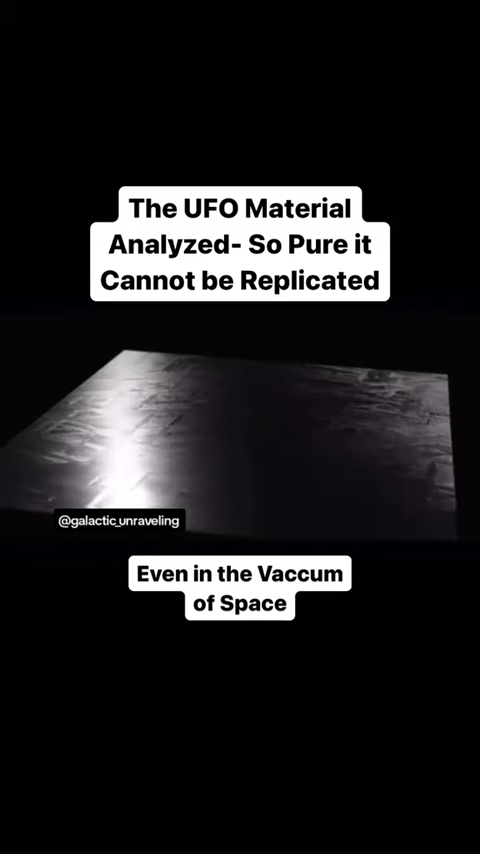 The UFO Material
Analyzed- So Pure it
Cannot be Replicated
@galactic_unraveling
Even in the Vaccum
of Space